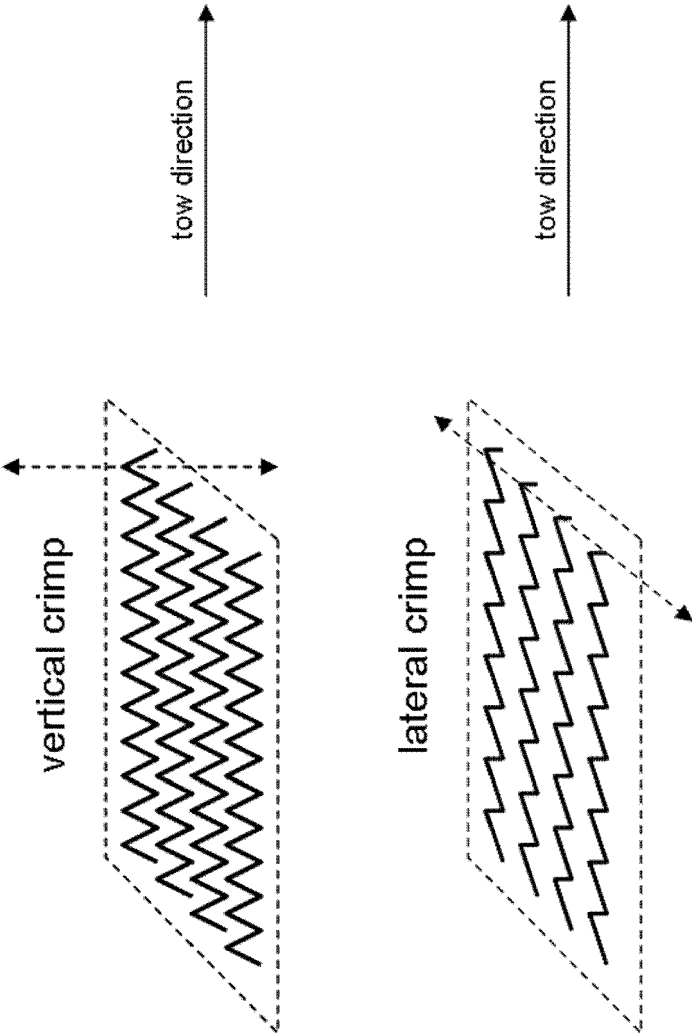 vertical crimp
tow direction
lateral crimp
tow direction